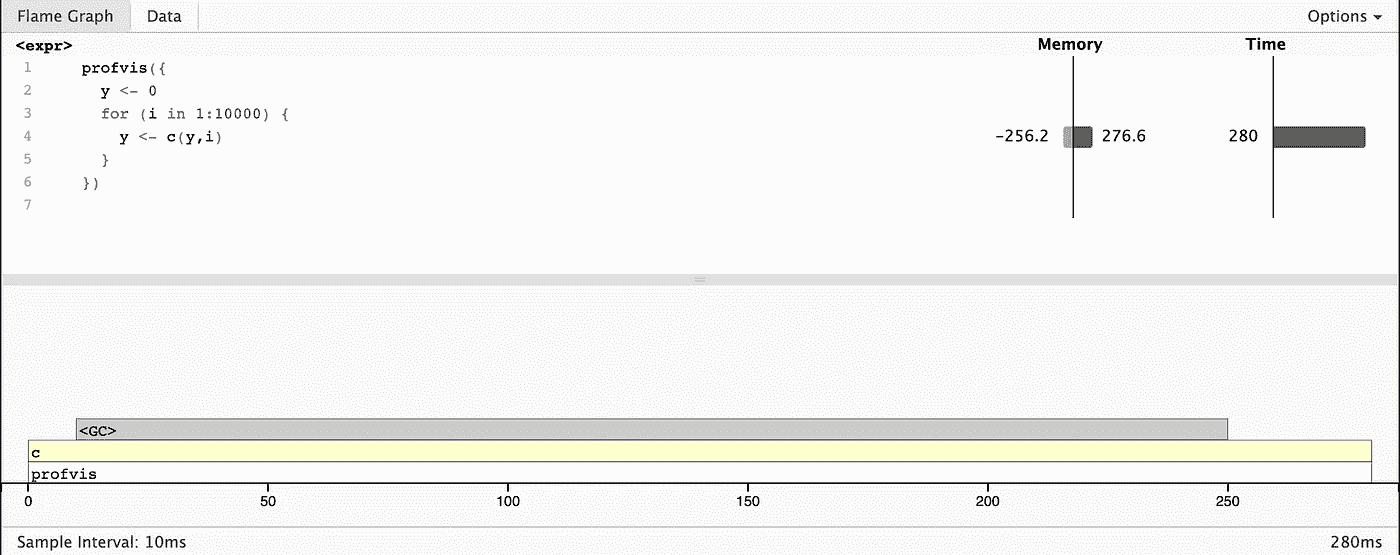 Flame Graph Data Options
<expr> Memory Time
1 profvis({
2 y <- 0
3 for (i in 1:10000) {
4 y <- c(y,i) -256.2 276.6 280
5 }
6 })
7
<GC>
c
profvis
0 50 100 150 200 250
Sample Interval: 10ms 280ms